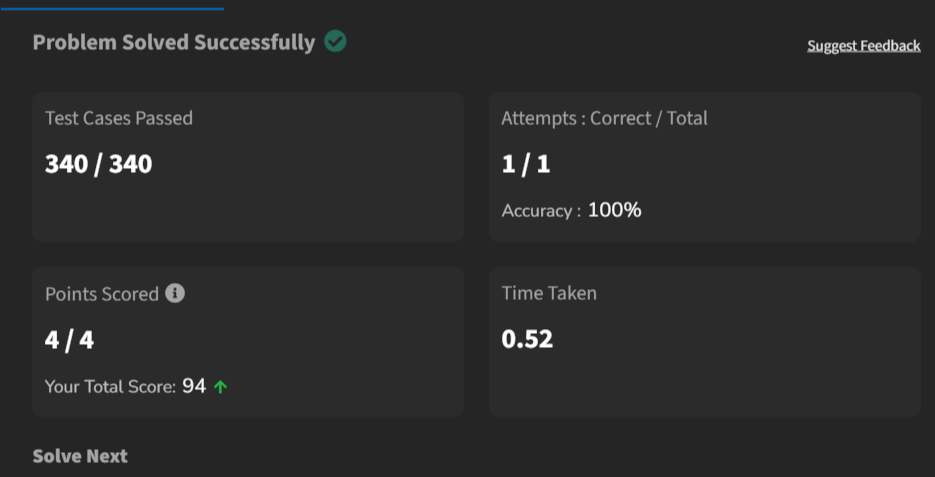 Problem Solved Successfully
Suggest Feedback
Test Cases Passed
340 / 340
Attempts : Correct / Total
1 / 1
Accuracy : 100%
Points Scored
4 / 4
Your Total Score: 94
Time Taken
0.52
Solve Next